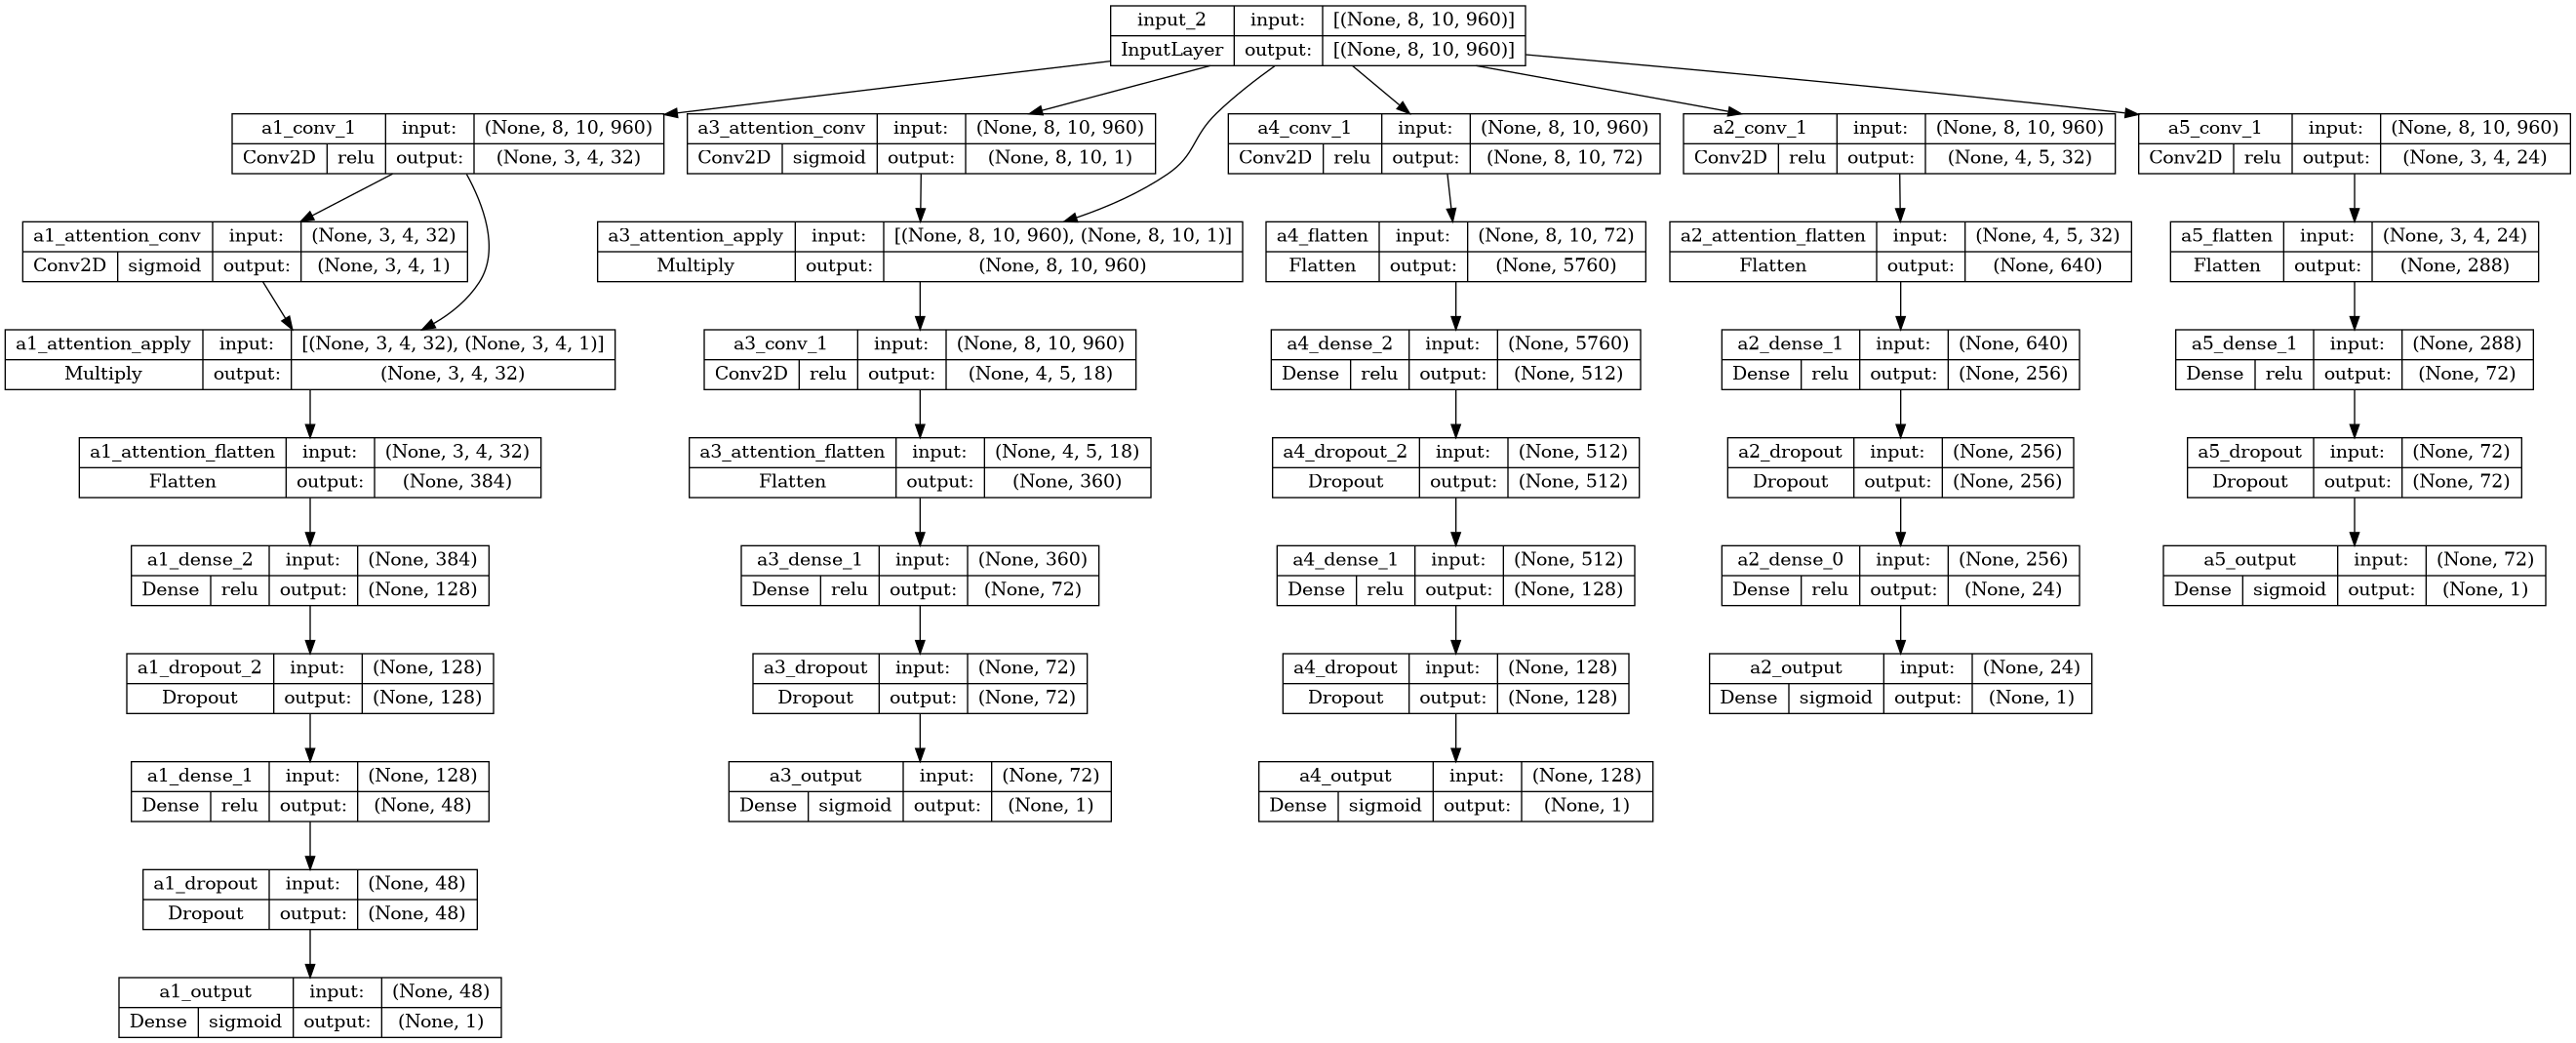 input_2 input: [(None, 8, 10, 960)]
InputLayer output: [(None, 8, 10, 960)]
a1_conv_1 input: (None, 8, 10, 960)
Conv2D relu output: (None, 3, 4, 32)
a3_attention_conv input: (None, 8, 10, 960)
Conv2D sigmoid output: (None, 8, 10, 1)
a4_conv_1 input: (None, 8, 10, 960)
Conv2D relu output: (None, 8, 10, 72)
a2_conv_1 input: (None, 8, 10, 960)
Conv2D relu output: (None, 4, 5, 32)
a5_conv_1 input: (None, 8, 10, 960)
Conv2D relu output: (None, 3, 4, 24)
a1_attention_conv input: (None, 3, 4, 32)
Conv2D sigmoid output: (None, 3, 4, 1)
a3_attention_apply input: [(None, 8, 10, 960), (None, 8, 10, 1)]
Multiply output: (None, 8, 10, 960)
a4_flatten input: (None, 8, 10, 72)
Flatten output: (None, 5760)
a2_attention_flatten input: (None, 4, 5, 32)
Flatten output: (None, 640)
a5_flatten input: (None, 3, 4, 24)
Flatten output: (None, 288)
a1_attention_apply input: [(None, 3, 4, 32), (None, 3, 4, 1)]
Multiply output: (None, 3, 4, 32)
a3_conv_1 input: (None, 8, 10, 960)
Conv2D relu output: (None, 4, 5, 18)
a4_dense_2 input: (None, 5760)
Dense relu output: (None, 512)
a2_dense_1 input: (None, 640)
Dense relu output: (None, 256)
a5_dense_1 input: (None, 288)
Dense relu output: (None, 72)
a1_attention_flatten input: (None, 3, 4, 32)
Flatten output: (None, 384)
a3_attention_flatten input: (None, 4, 5, 18)
Flatten output: (None, 360)
a4_dropout_2 input: (None, 512)
Dropout output: (None, 512)
a2_dropout input: (None, 256)
Dropout output: (None, 256)
a5_dropout input: (None, 72)
Dropout output: (None, 72)
a1_dense_2 input: (None, 384)
Dense relu output: (None, 128)
a3_dense_1 input: (None, 360)
Dense relu output: (None, 72)
a4_dense_1 input: (None, 512)
Dense relu output: (None, 128)
a2_dense_0 input: (None, 256)
Dense relu output: (None, 24)
a5_output input: (None, 72)
Dense sigmoid output: (None, 1)
a1_dropout_2 input: (None, 128)
Dropout output: (None, 128)
a3_dropout input: (None, 72)
Dropout output: (None, 72)
a4_dropout input: (None, 128)
Dropout output: (None, 128)
a2_output input: (None, 24)
Dense sigmoid output: (None, 1)
a1_dense_1 input: (None, 128)
Dense relu output: (None, 48)
a3_output input: (None, 72)
Dense sigmoid output: (None, 1)
a4_output input: (None, 128)
Dense sigmoid output: (None, 1)
a1_dropout input: (None, 48)
Dropout output: (None, 48)
a1_output input: (None, 48)
Dense sigmoid output: (None, 1)